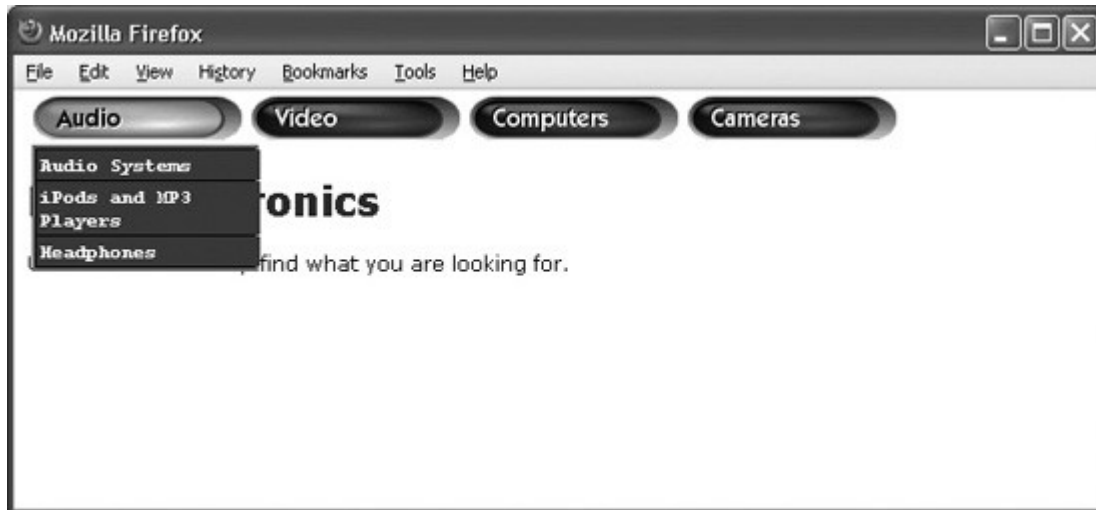 Mozilla Firefox
File Edit View History Bookmarks Tools Help
Audio Video Computers Cameras
Audio Systems
iPods and MP3
Players
Headphones
ronics
find what you are looking for.